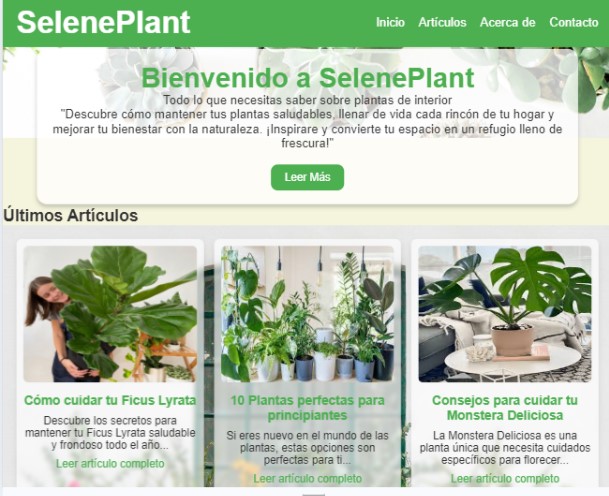 SelenePlant
Inicio Artículos Acerca de Contacto
Bienvenido a SelenePlant
Todo lo que necesitas saber sobre plantas de interior
"Descubre cómo mantener tus plantas saludables, llenar de vida cada rincón de tu hogar y
mejorar tu bienestar con la naturaleza. ¡Inspirare y convierte tu espacio en un refugio lleno de
frescura!"
Leer Más
Últimos Artículos
Cómo cuidar tu Ficus Lyrata
Descubre los secretos para
mantener tu Ficus Lyrata saludable
y frondoso todo el año...
Leer artículo completo
10 Plantas perfectas para
principiantes
Si eres nuevo en el mundo de las
plantas, estas opciones son
perfectas para ti...
Leer artículo completo
Consejos para cuidar tu
Monstera Deliciosa
La Monstera Deliciosa es una
planta única que necesita cuidados
específicos para florecer...
Leer artículo completo